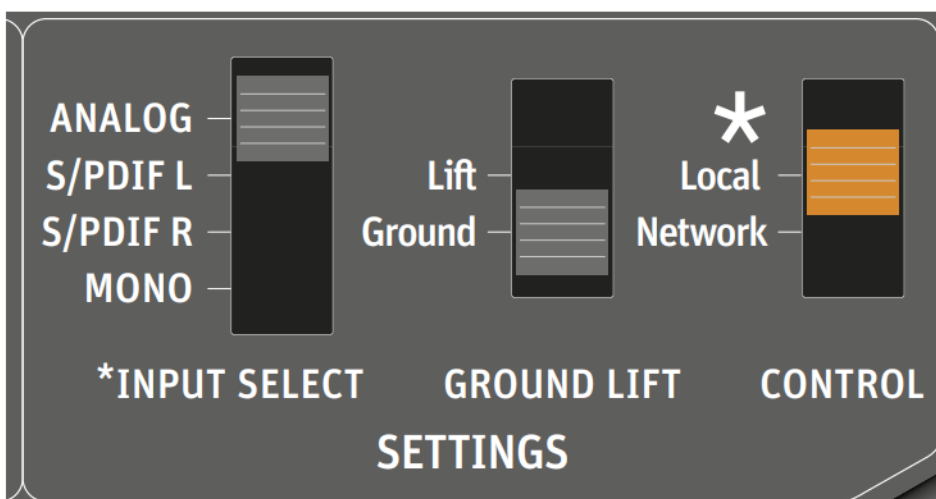 ANALOG
S/PDIF L
S/PDIF R
MONO
*INPUT SELECT
Lift
Ground
GROUND LIFT
*
Local
Network
CONTROL
SETTINGS